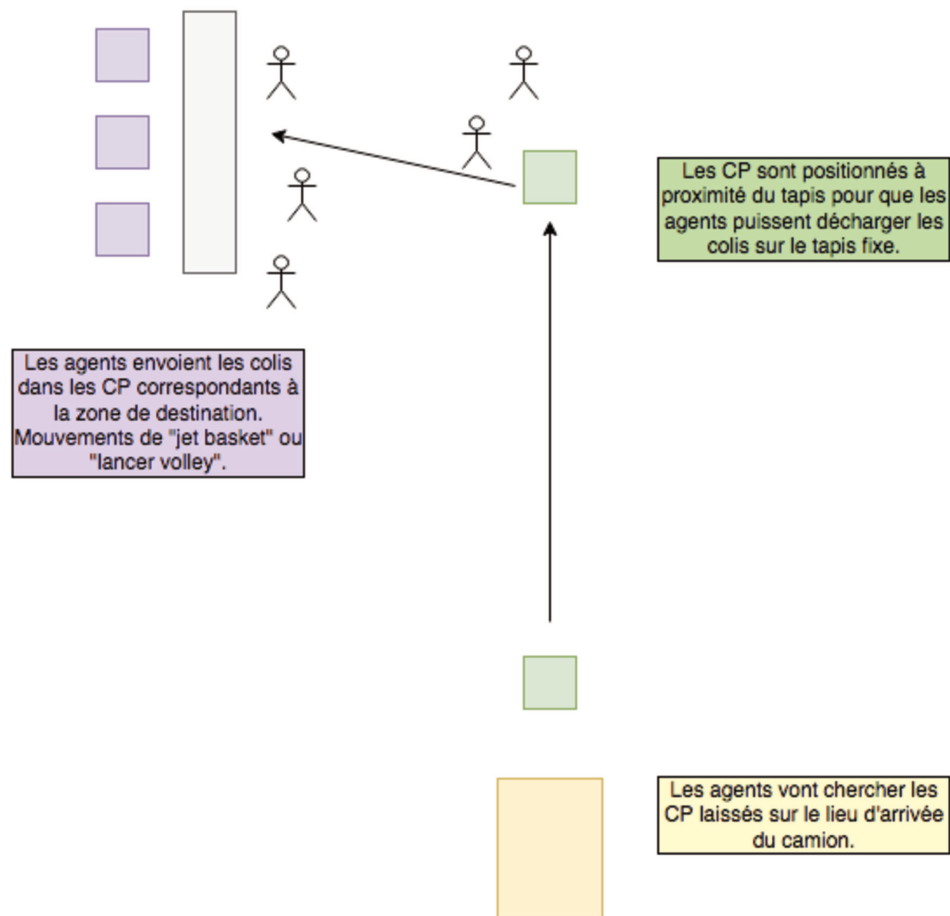 Les CP sont positionnés à
proximité du tapis pour que les
agents puissent décharger les
colis sur le tapis fixe.
Les agents envoient les colis
dans les CP correspondants à
la zone de destination.
Mouvements de "jet basket" ou
"lancer volley".
Les agents vont chercher les
CP laissés sur le lieu d'arrivée
du camion.